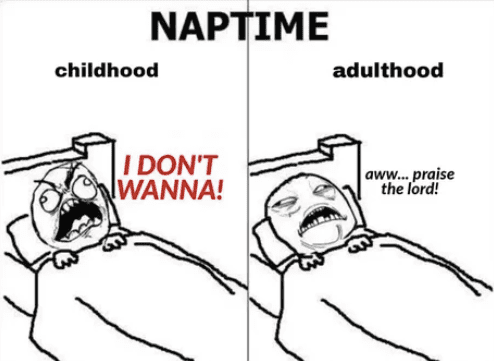 NAPTIME
childhood
I DON'T
WANNA!
adulthood
aww... praise
the lord!